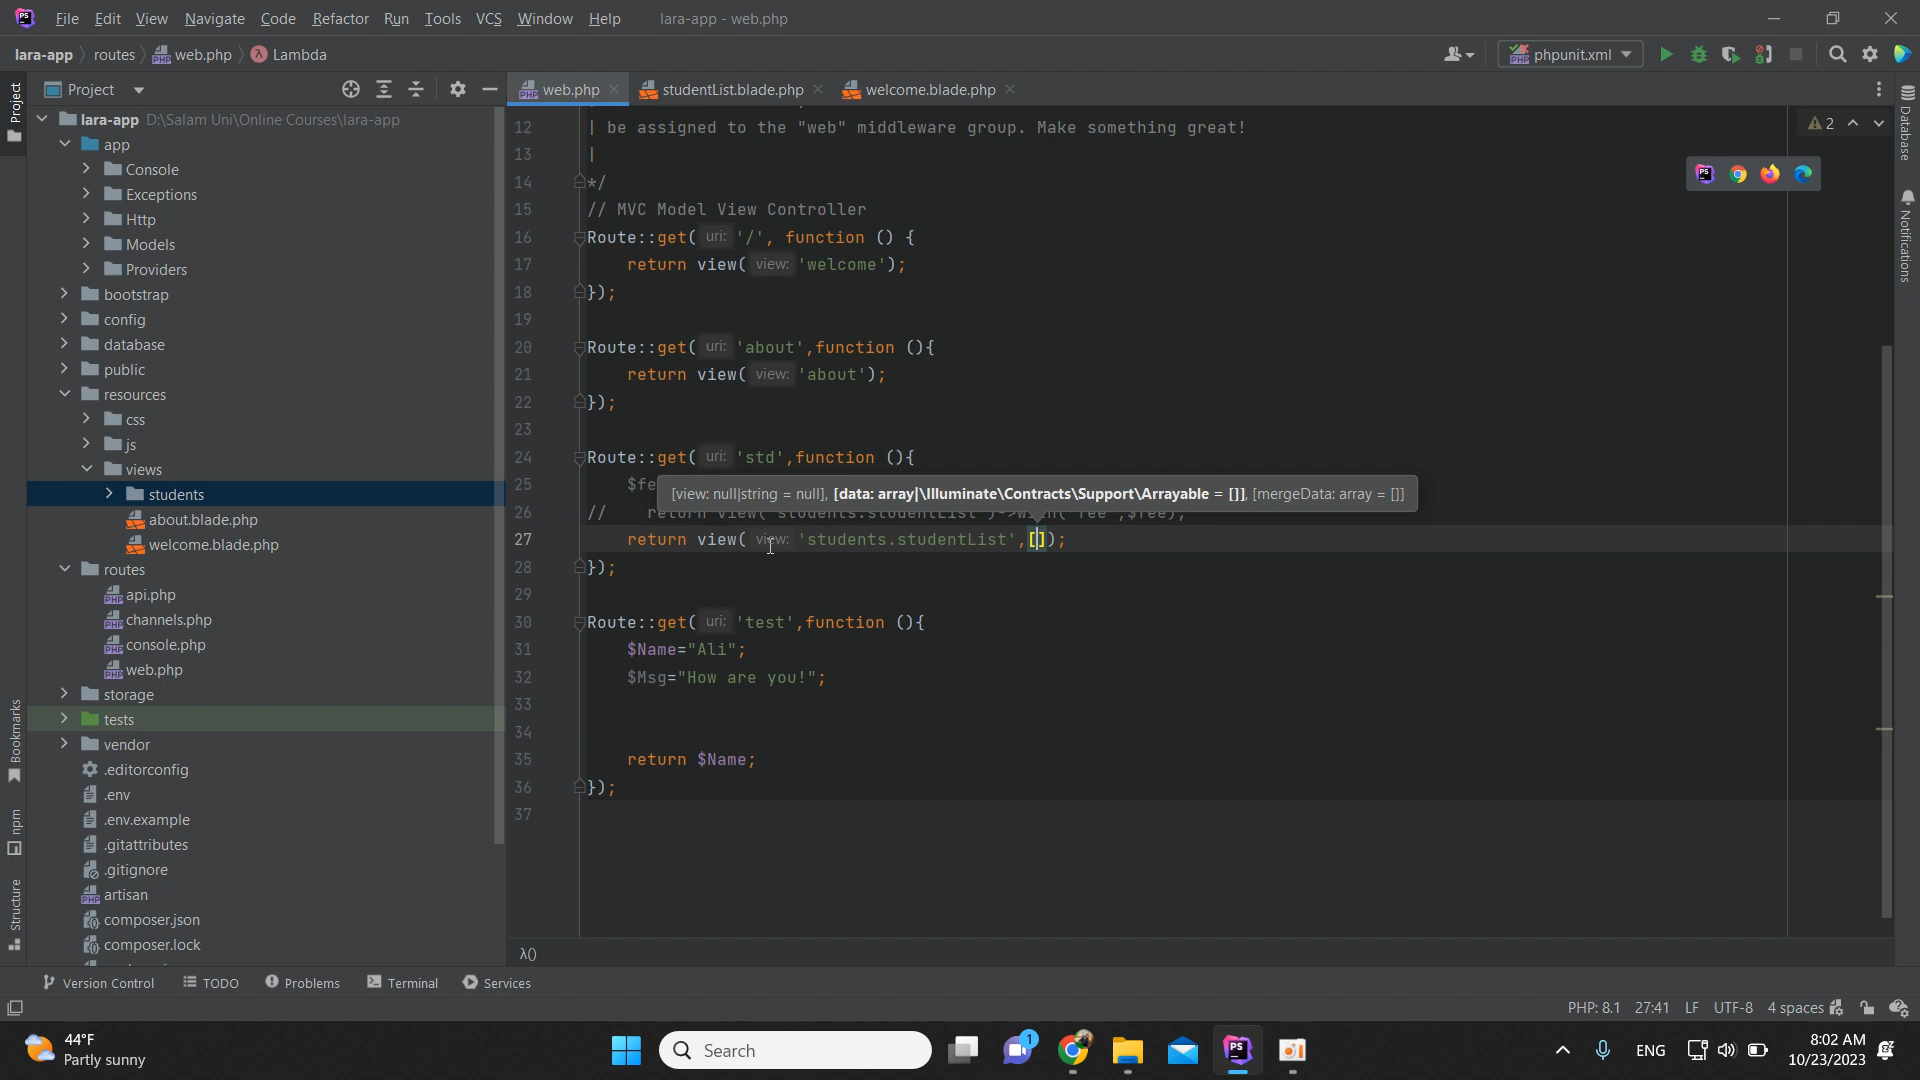 File Edit View Navigate Code Refactor Run Tools VCS Window Help lara-app - web.php
lara-app routes web.php Lambda phpunit.xml
Project
web.php studentList.blade.php welcome.blade.php
lara-app D:\Salam Uni\Online Courses\lara-app
app
Console
Exceptions
Http
Models
Providers
bootstrap
config
database
public
resources
css
js
views
students
about.blade.php
welcome.blade.php
routes
api.php
channels.php
console.php
web.php
storage
tests
vendor
.editorconfig
.env
.env.example
.gitattributes
.gitignore
artisan
composer.json
composer.lock
12 | be assigned to the "web" middleware group. Make something great!
13 |
14 */
15 // MVC Model View Controller
16 Route::get( uri: '/', function () {
17 return view( view: 'welcome');
18 });
19
20 Route::get( uri: 'about',function (){
21 return view( view: 'about');
22 });
23
24 Route::get( uri: 'std',function (){
25 $fe
[view: null|string = null], [data: array|\Illuminate\Contracts\Support\Arrayable = []], [mergeData: array = []]
26 // return view('students.studentList')->with('fee',$fee);
27 return view( view: 'students.studentList',[]);
28 });
29
30 Route::get( uri: 'test',function (){
31 $Name="Ali";
32 $Msg="How are you!";
33
34
35 return $Name;
36 });
37
2
λ()
Project
Bookmarks
npm
Structure
Database
Notifications
Version Control TODO Problems Terminal Services
PHP: 8.1 27:41 LF UTF-8 4 spaces
44°F
Partly sunny
Search
1
ENG
8:02 AM
10/23/2023